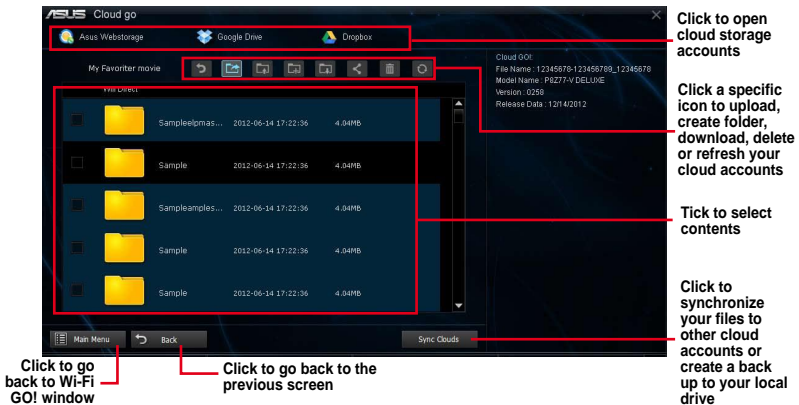 ASUS Cloud go
Asus Webstorage Google Drive Dropbox
My Favoriter movie
Wifi Direct
Sampleelpmas... 2012-06-14 17:22:36 4.04MB
Sample 2012-06-14 17:22:36 4.04MB
Sampleamples... 2012-06-14 17:22:36 4.04MB
Sample 2012-06-14 17:22:36 4.04MB
Sample 2012-06-14 17:22:36 4.04MB
Cloud GO!:
File Name : 12345678-123456789_12345678
Model Name : P8Z77-V DELUXE
Version : 0258
Release Data : 12/14/2012
Main Menu Back Sync Clouds
Click to open
cloud storage
accounts
Click a specific
icon to upload,
create folder,
download, delete
or refresh your
cloud accounts
Tick to select
contents
Click to
synchronize
your files to
other cloud
accounts or
create a back
up to your local
drive
Click to go
back to Wi-Fi
GO! window
Click to go back to the
previous screen